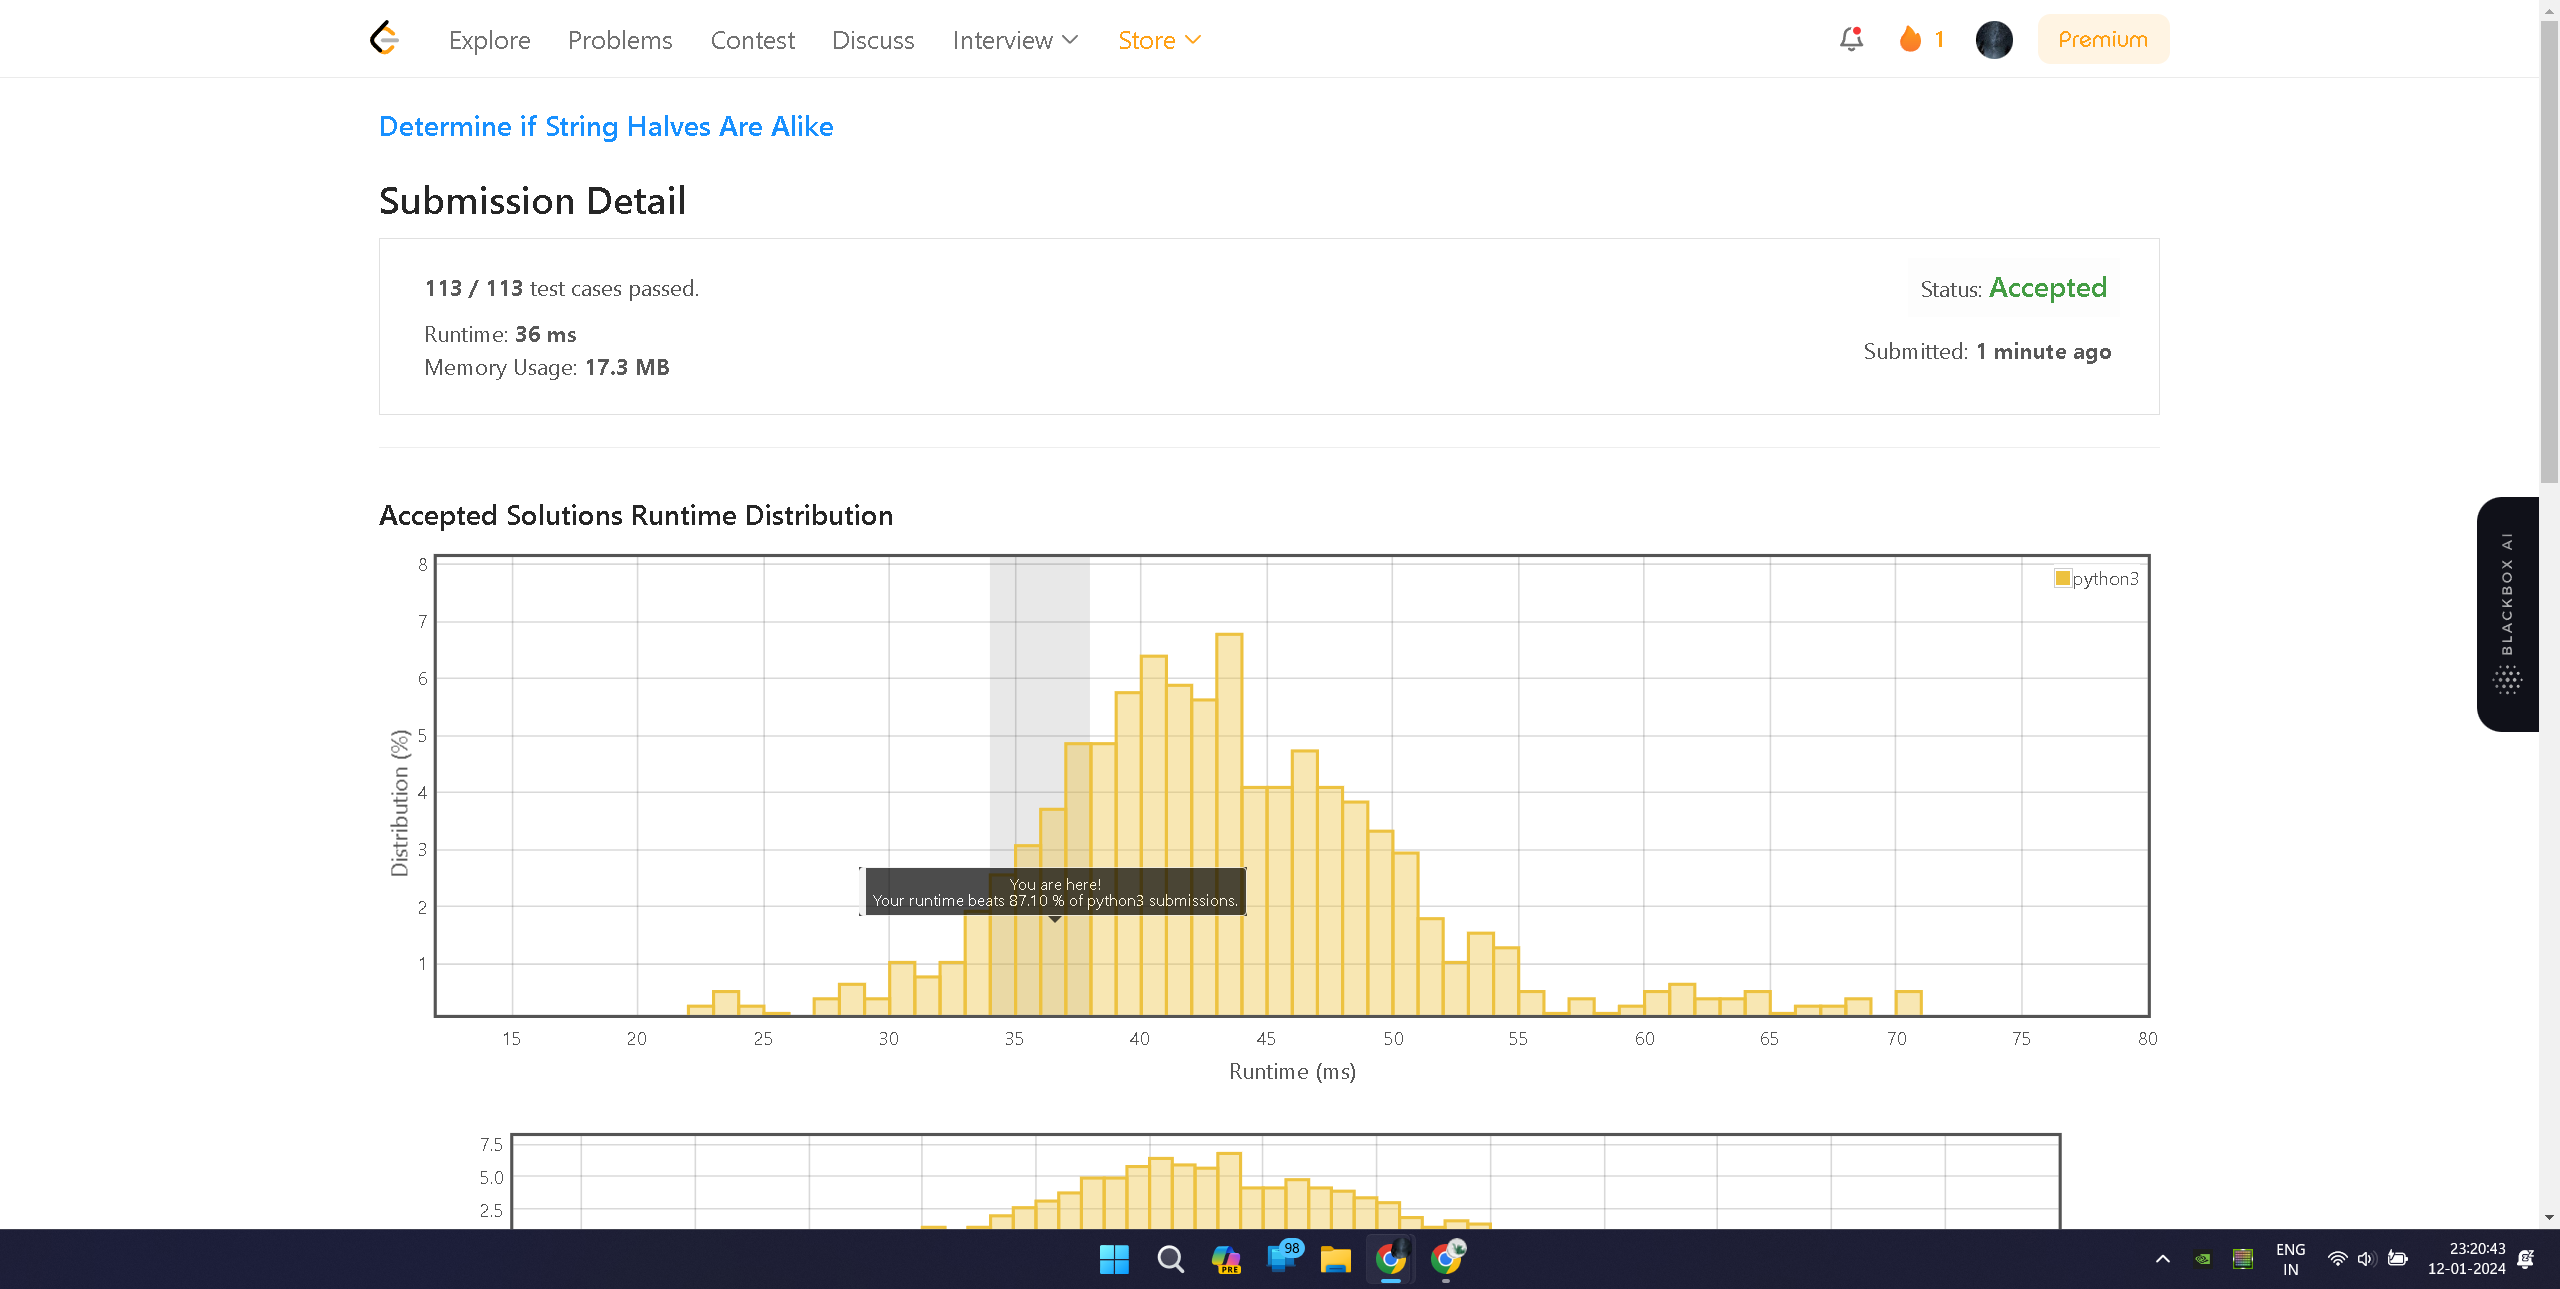 Explore Problems Contest Discuss Interview Store 1 Premium
Determine if String Halves Are Alike
Submission Detail
113 / 113 test cases passed.
Status: Accepted
Runtime: 36 ms
Submitted: 1 minute ago
Memory Usage: 17.3 MB
Accepted Solutions Runtime Distribution
8
python3
7
6
5
4
3
2
1
Distribution (%)
You are here!
Your runtime beats 87.10 % of python3 submissions.
15 20 25 30 35 40 45 50 55 60 65 70 75 80
Runtime (ms)
7.5
5.0
2.5
BLACKBOX AI
PRE
98
ENG
IN
23:20:43
12-01-2024